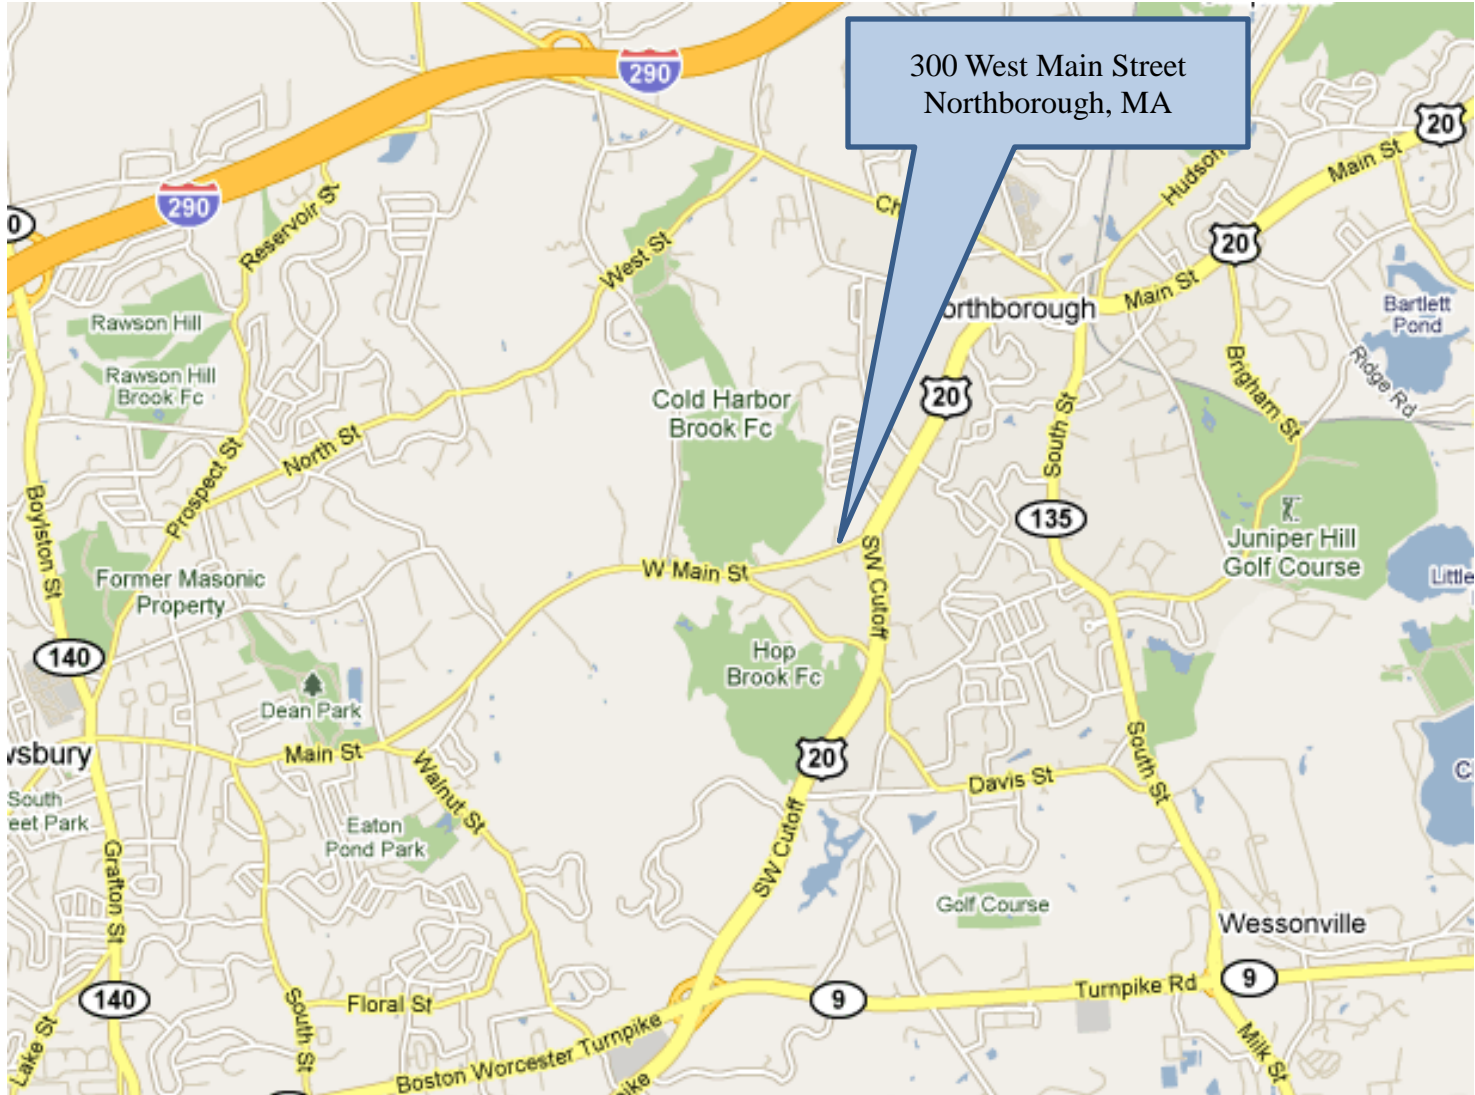 300 West Main Street
Northborough, MA
290
20
Main St
Hudson
290
Reservoir St
West St
20
Main St
Rawson Hill
Rawson Hill
Brook Fc
Bartlett
Pond
orthborough
Ridge Rd
Brigham St
20
Cold Harbor
Brook Fc
South St
North St
Prospect St
Boylston St
135
Juniper Hill
Golf Course
Little
W Main St
SW Cutoff
Former Masonic
Property
140
Hop
Brook Fc
Dean Park
wsbury
Main St
Walnut St
20
Davis St
South St
South
eet Park
Eaton
Pond Park
SW Cutoff
Grafton St
Golf Course
Wessonville
140
Floral St
South St
9
Turnpike Rd
9
Lake St
Boston Worcester Turnpike
ike
Milk St